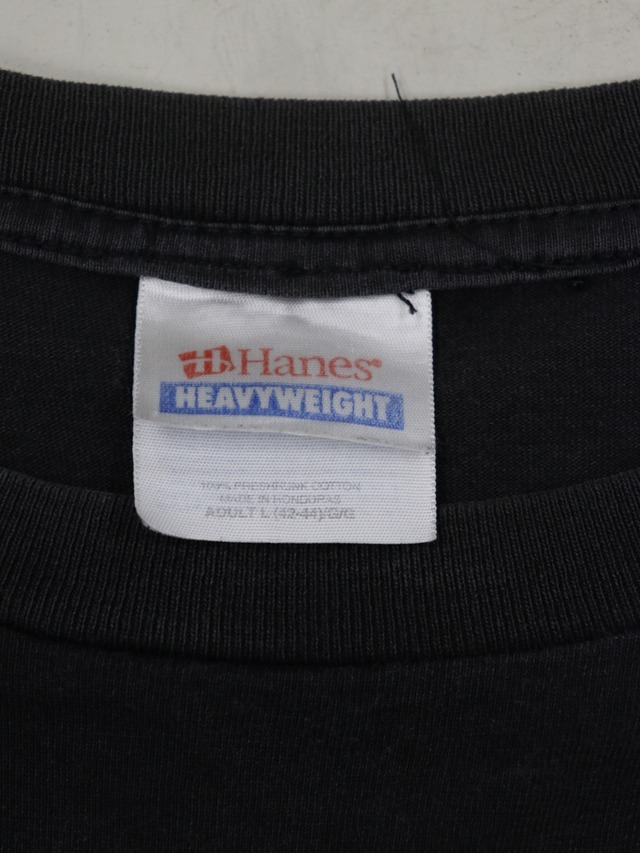 Hanes®
HEAVYWEIGHT
100% PRESHRUNK COTTON
MADE IN HONDURAS
ADULT L (42-44)/G/G